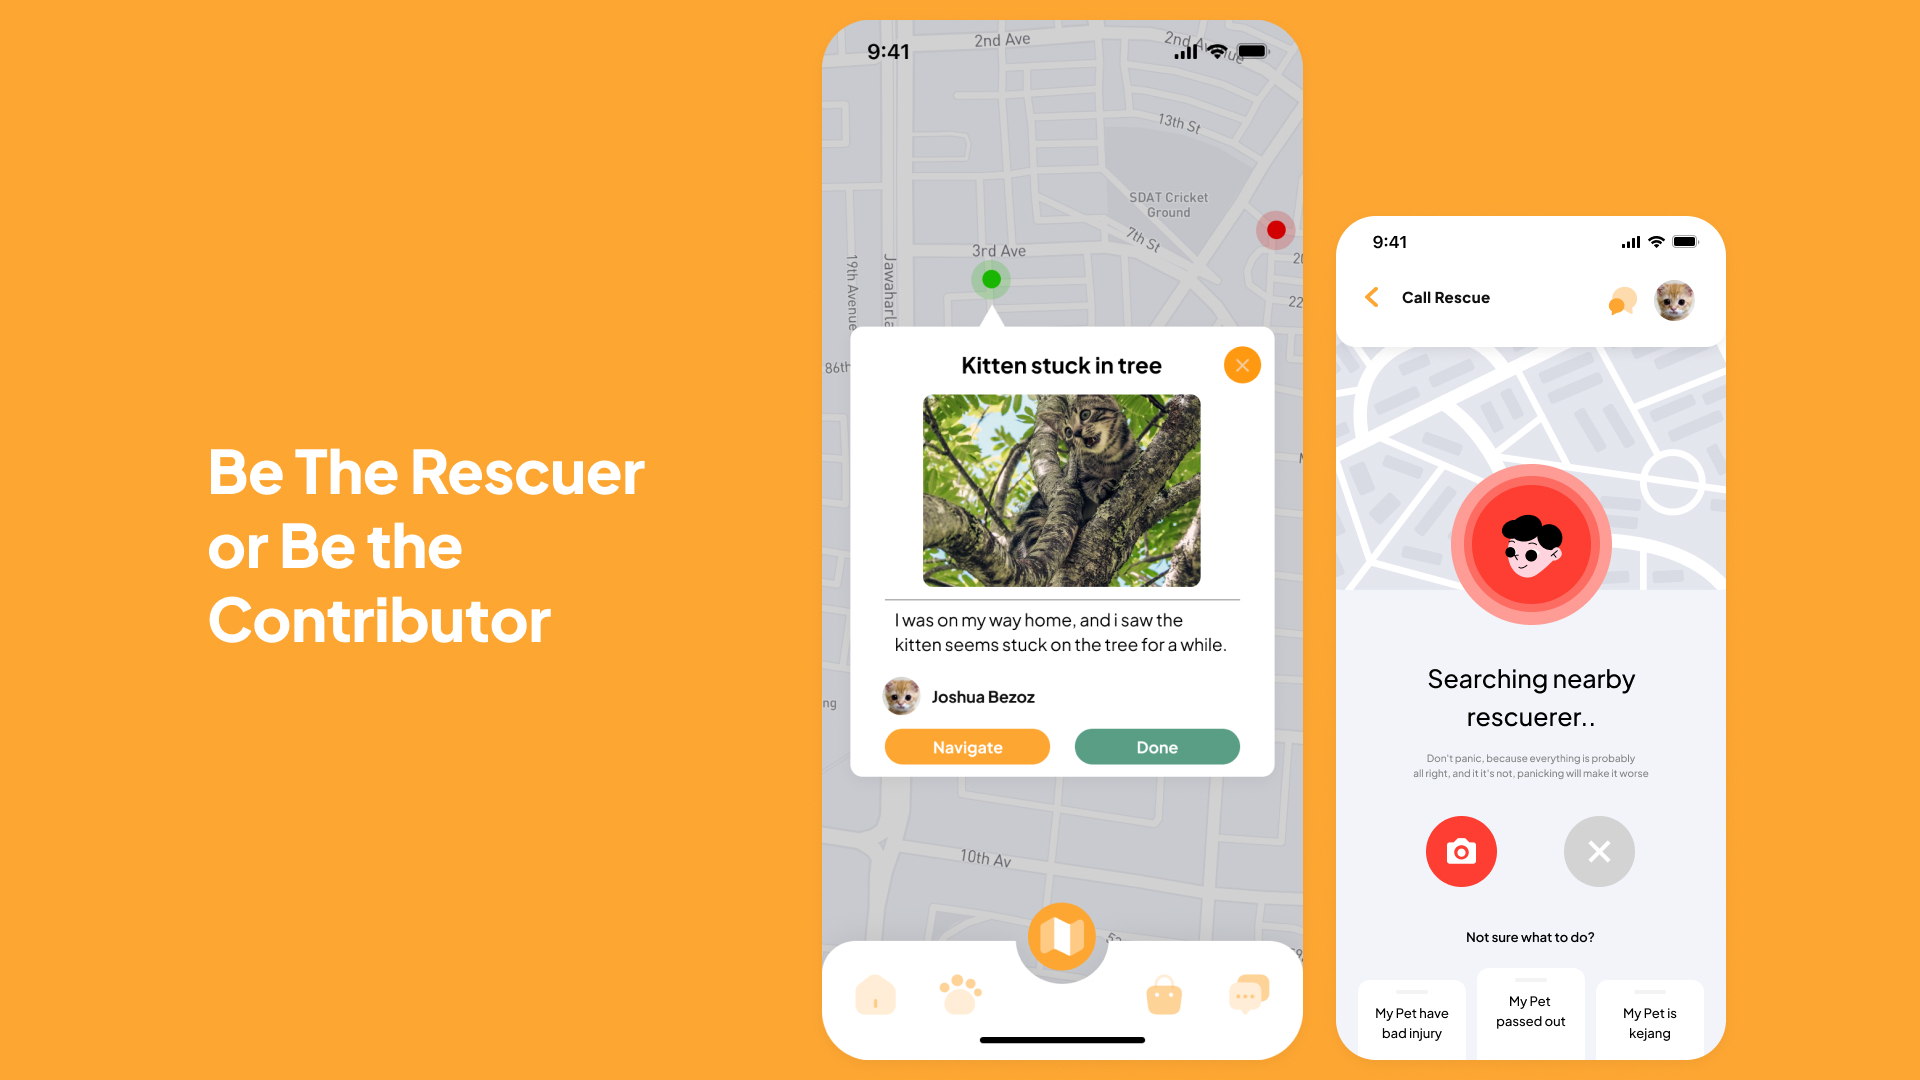 Be The Rescuer
or Be the
Contributor
9:41
2nd Ave
2nd Avenue
13th St
SDAT Cricket
Ground
7th St
3rd Ave
19th Avenue
Jawaharla
20
22
86th
Kitten stuck in tree
I was on my way home, and i saw the
kitten seems stuck on the tree for a while.
Joshua Bezoz
Navigate
Done
ng
10th Av
9:41
Call Rescue
Searching nearby
rescuerer..
Don't panic, because everything is probably
all right, and it it's not, panicking will make it worse
Not sure what to do?
My Pet have
bad injury
My Pet
passed out
My Pet is
kejang